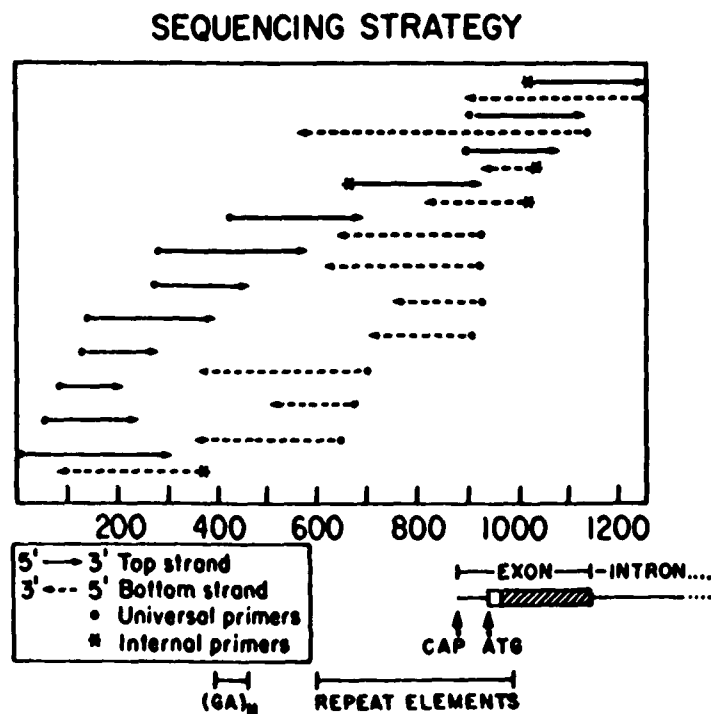 SEQUENCING STRATEGY
200 400 600 800 1000 1200
5' 3' Top strand
3' 5' Bottom strand
Universal primers
* Internal primers
EXON INTRON....
CAP ATG
(GA)N REPEAT ELEMENTS